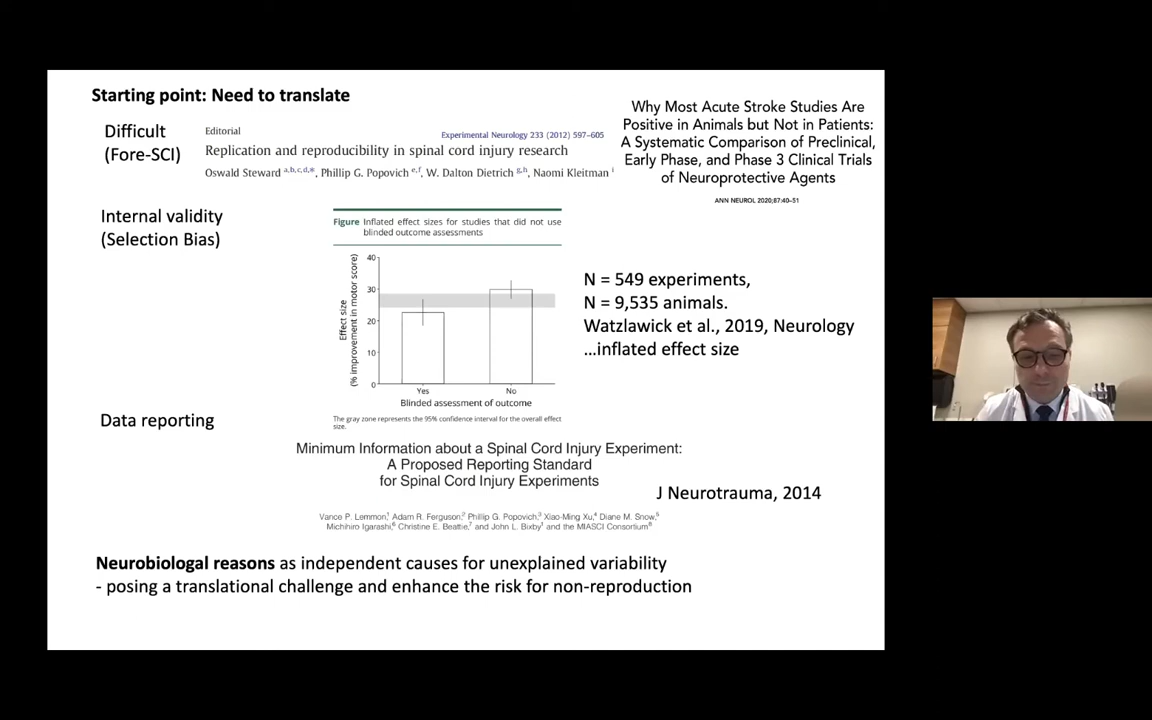 Starting point: Need to translate
Difficult
(Fore-SCI)
Editorial
Experimental Neurology 233 (2012) 597–605
Replication and reproducibility in spinal cord injury research
Oswald Steward a,b,c,d,*, Phillip G. Popovich e,f, W. Dalton Dietrich g,h, Naomi Kleitman i
Why Most Acute Stroke Studies Are
Positive in Animals but Not in Patients:
A Systematic Comparison of Preclinical,
Early Phase, and Phase 3 Clinical Trials
of Neuroprotective Agents
ANN NEUROL 2020;87:40–51
Internal validity
(Selection Bias)
Figure Inflated effect sizes for studies that did not use
blinded outcome assessments
Effect size
(% improvement in motor score)
40
30
20
10
0
Yes
No
Blinded assessment of outcome
The gray zone represents the 95% confidence interval for the overall effect
size.
N = 549 experiments,
N = 9,535 animals.
Watzlawick et al., 2019, Neurology
…inflated effect size
Data reporting
Minimum Information about a Spinal Cord Injury Experiment:
A Proposed Reporting Standard
for Spinal Cord Injury Experiments
J Neurotrauma, 2014
Vance P. Lemmon,1 Adam R. Ferguson,2 Phillip G. Popovich,3 Xiao-Ming Xu,4 Diane M. Snow,5
Michihiro Igarashi,6 Christine E. Beattie,7 and John L. Bixby1 and the MIASCI Consortium8
Neurobiologal reasons as independent causes for unexplained variability
- posing a translational challenge and enhance the risk for non-reproduction